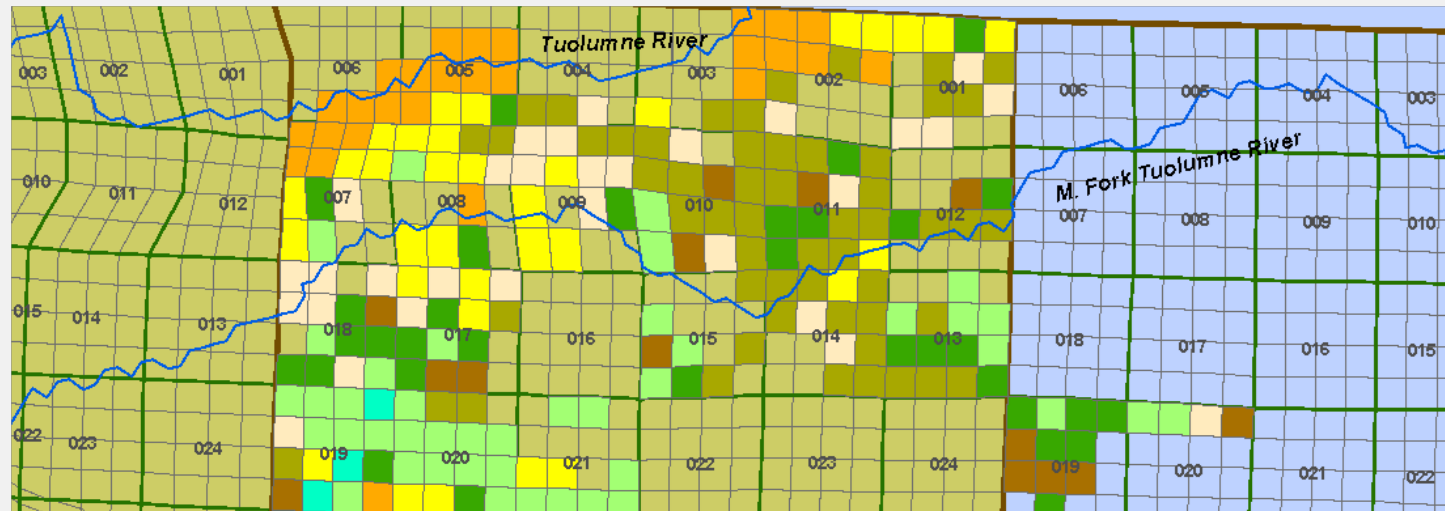 Tuolumne River
003 002 001 006 005 004 003 002 001 006 005 004 003
M. Fork Tuolumne River
010 011 012 007 008 009 010 011 012 007 008 009 010
015 014 013 018 017 016 015 014 013 018 017 016 015
022 023 024 019 020 021 022 023 024 019 020 021 022